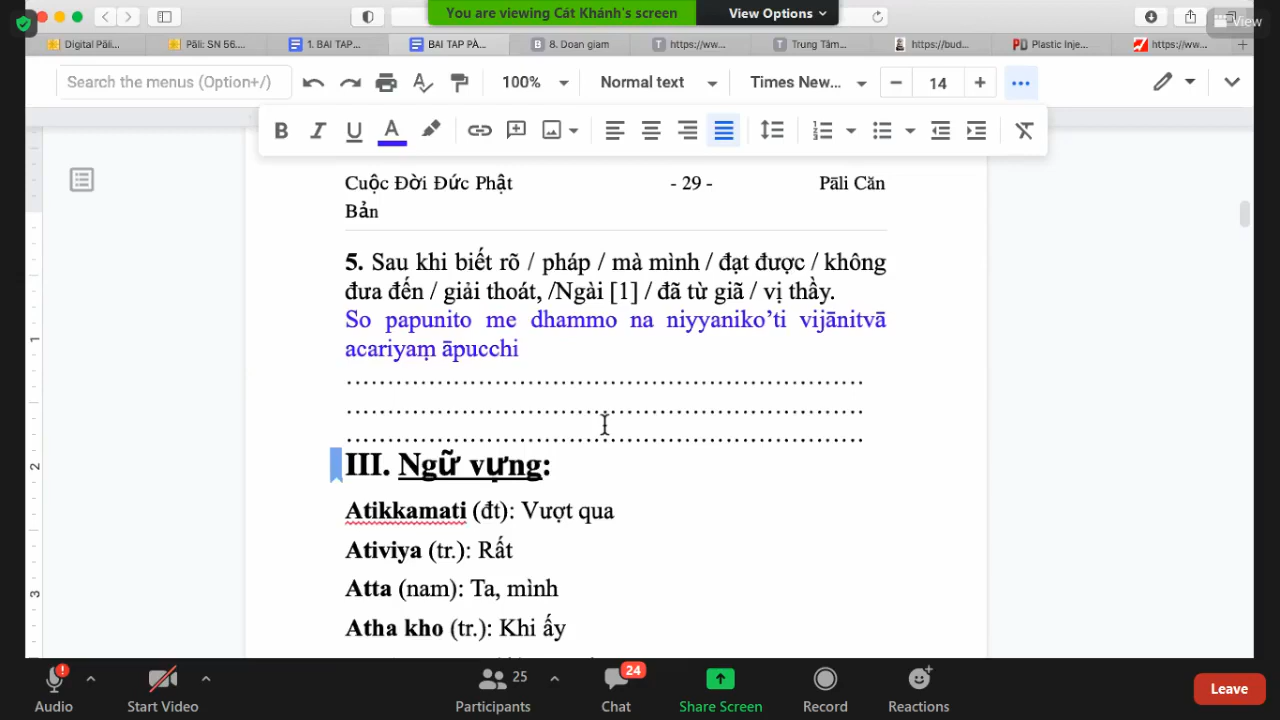 You are viewing Cát Khánh's screen
View Options
View
Digital Pāli...
Pāli: SN 56....
1. BAI TAP...
BAI TAP PÀ...
8. Doan giam
https://ww...
Trung Tâm...
https://bud...
Plastic Inje...
https://www...
Search the menus (Option+/)
100%
Normal text
Times New...
14
Cuộc Đời Đức Phật - 29 - Pāli Căn
Bản
5. Sau khi biết rõ / pháp / mà mình / đạt được / không
đưa đến / giải thoát, /Ngài [1] / đã từ giã / vị thầy.
So papunito me dhammo na niyyaniko’ti vijānitvā
acariyaṃ āpucchi
III. Ngữ vựng:
Atikkamati (đt): Vượt qua
Ativiya (tr.): Rất
Atta (nam): Ta, mình
Atha kho (tr.): Khi ấy
1
2
3
Audio
Start Video
Participants
25
Chat
24
Share Screen
Record
Reactions
Leave